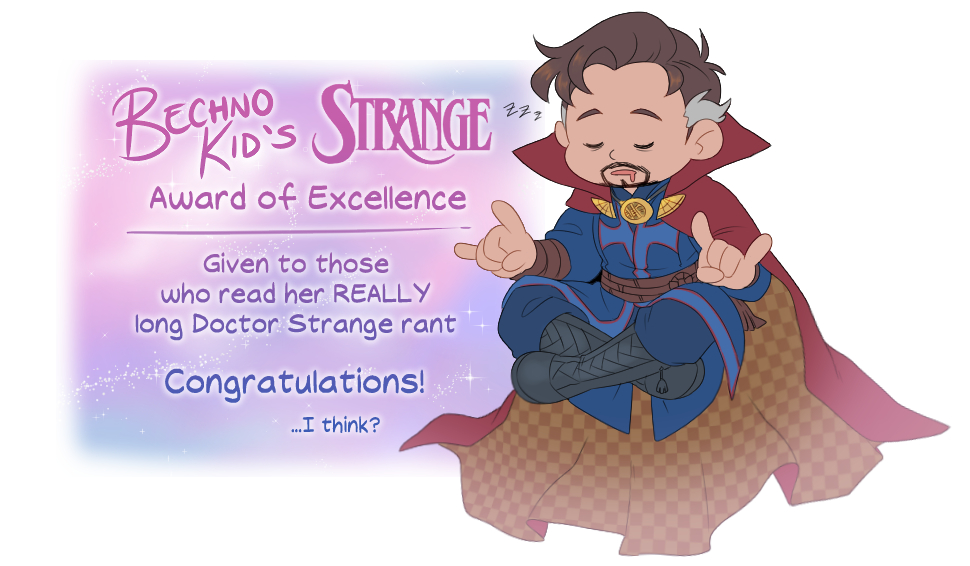 BECHNO
KID'S STRANGE
zzz
Award of Excellence
Given to those
who read her REALLY
long Doctor Strange rant
Congratulations!
...I think?